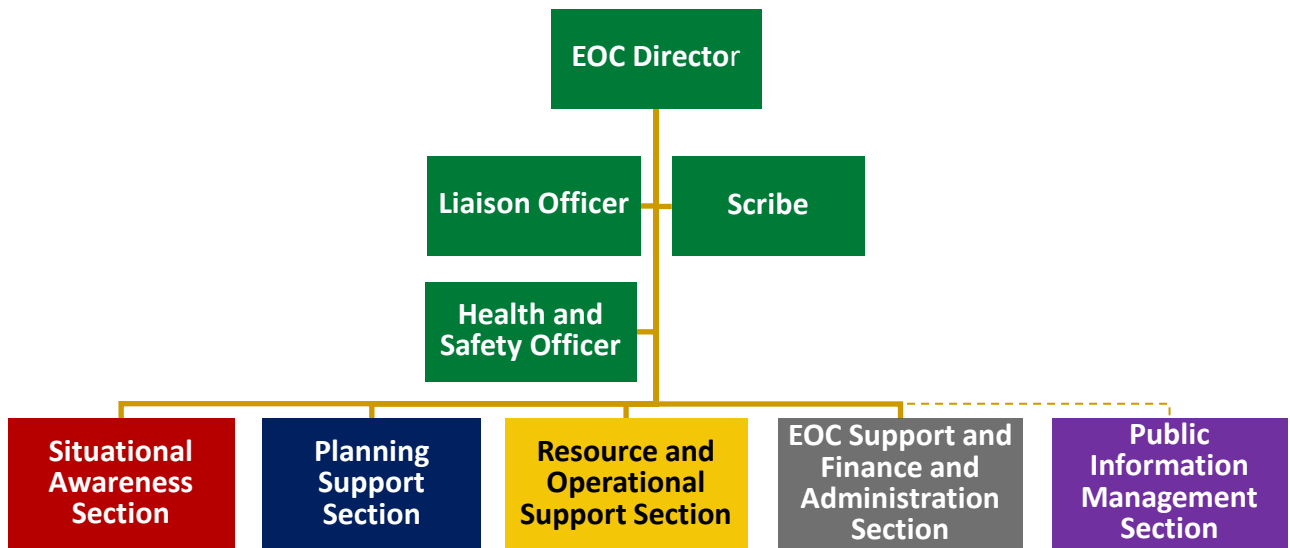 EOC Director
Liaison Officer
Scribe
Health and
Safety Officer
Situational
Awareness
Section
Planning
Support
Section
Resource and
Operational
Support Section
EOC Support and
Finance and
Administration
Section
Public
Information
Management
Section